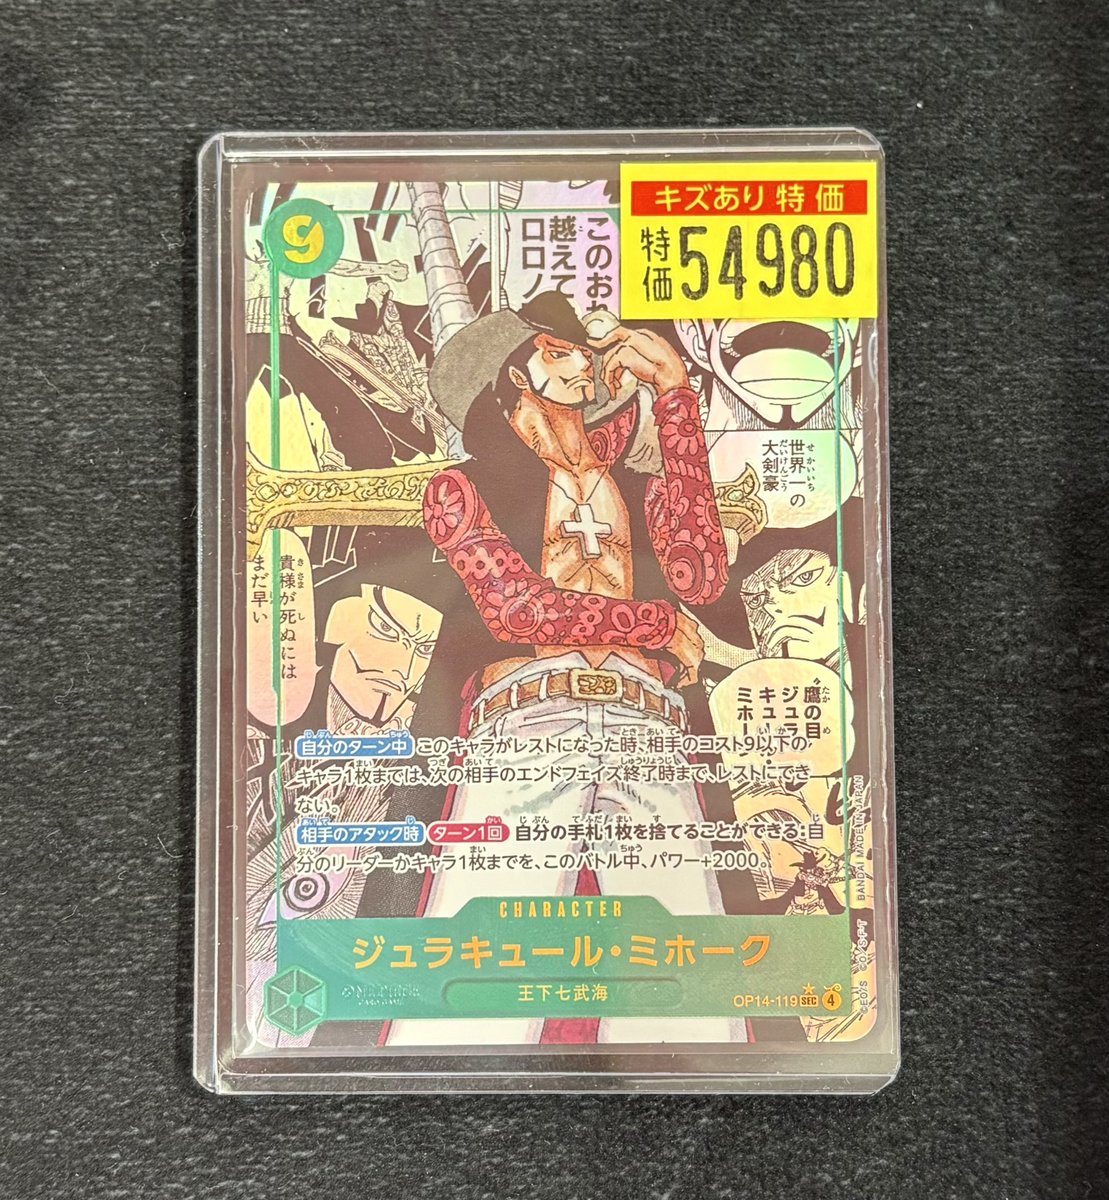 キズあり 特価
特価 54980
9
このおれ
越えて
ロロノ
世界一の
大剣豪
貴様が死ぬには
まだ早い
鷹の目
ジュラ
キュール・
ミホーク
自分のターン中 このキャラがレストになった時、相手のコスト9以下の
キャラ1枚までは、次の相手のエンドフェイズ終了時まで、レストにでき
ない。
相手のアタック時 ターン1回 自分の手札1枚を捨てることができる:自
分のリーダーかキャラ1枚までを、このバトル中、パワー+2000。
CHARACTER
ジュラキュール・ミホーク
王下七武海
OP14-119 SEC 4
©E.O/S ©O/S・F・T BANDAI MADE IN JAPAN